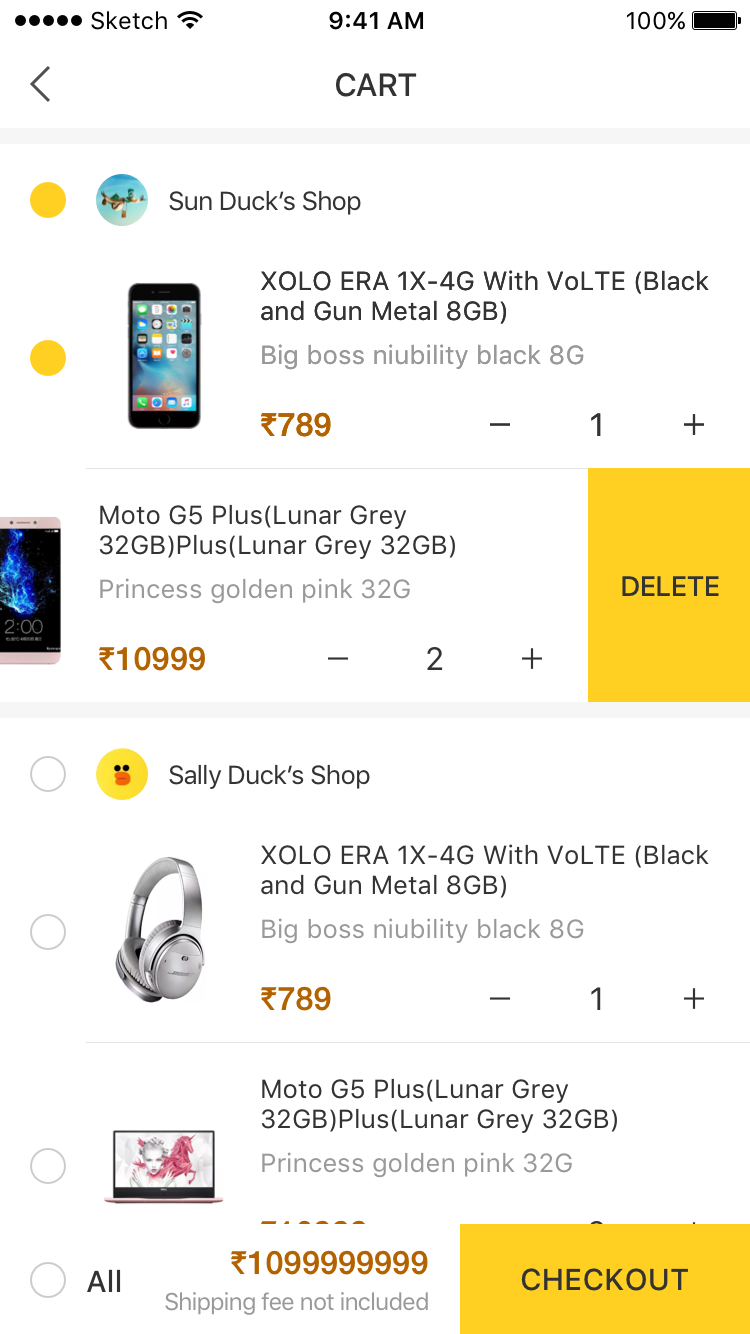 Sketch 9:41 AM 100%
CART
Sun Duck’s Shop
XOLO ERA 1X-4G With VoLTE (Black
and Gun Metal 8GB)
Big boss niubility black 8G
₹789 1
Moto G5 Plus(Lunar Grey
32GB)Plus(Lunar Grey 32GB)
Princess golden pink 32G
2:00
₹10999 2
DELETE
Sally Duck’s Shop
XOLO ERA 1X-4G With VoLTE (Black
and Gun Metal 8GB)
Big boss niubility black 8G
₹789 1
Moto G5 Plus(Lunar Grey
32GB)Plus(Lunar Grey 32GB)
Princess golden pink 32G
All
₹1099999999
Shipping fee not included
CHECKOUT